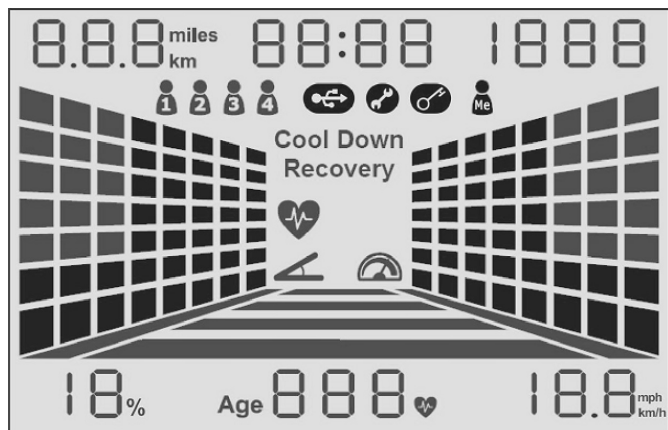 8.8.8 miles km 88:88 1888
1 2 3 4 Me
Cool Down
Recovery
18% Age 888 18.8 mph km/h